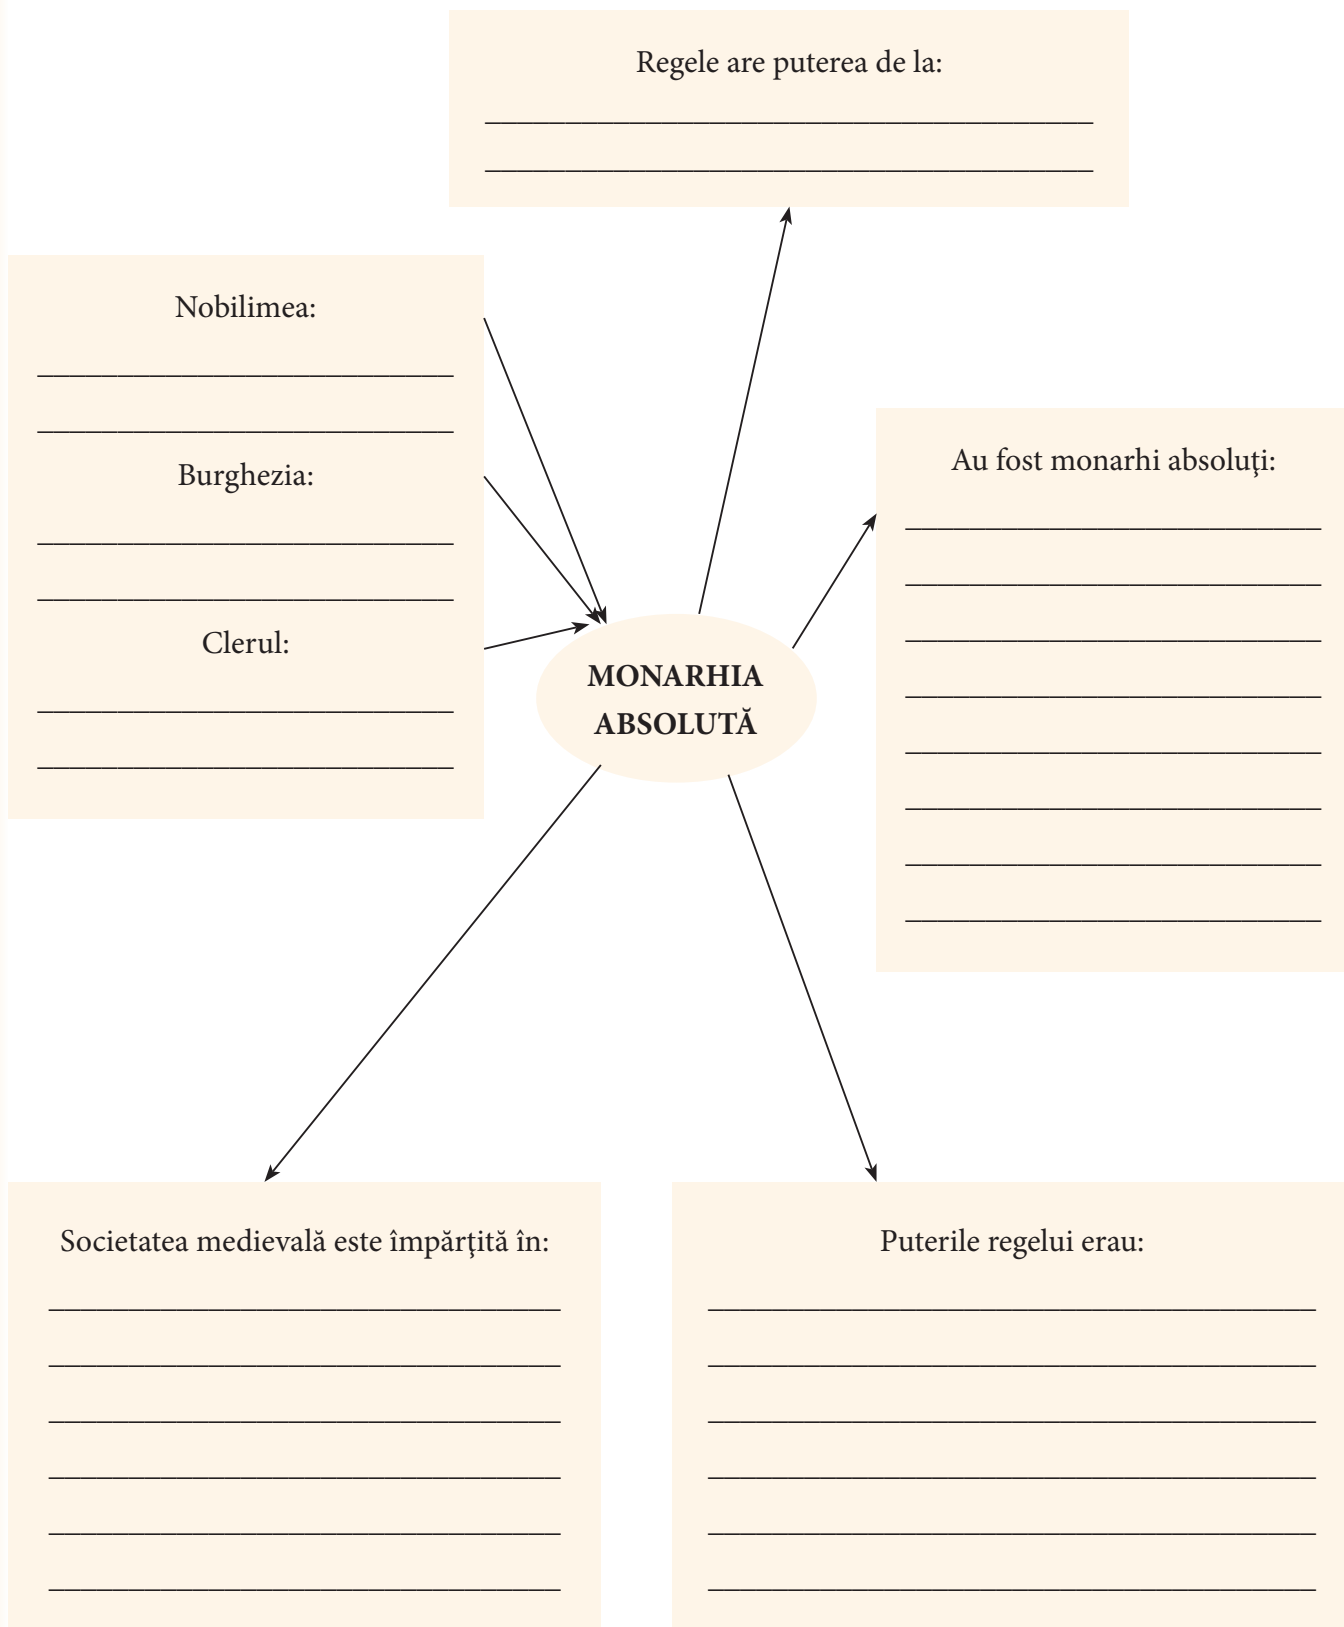 Regele are puterea de la:
Nobilimea:
Burghezia:
Clerul:
Au fost monarhi absoluţi:
MONARHIA
ABSOLUTĂ
Societatea medievală este împărţită în:
Puterile regelui erau: